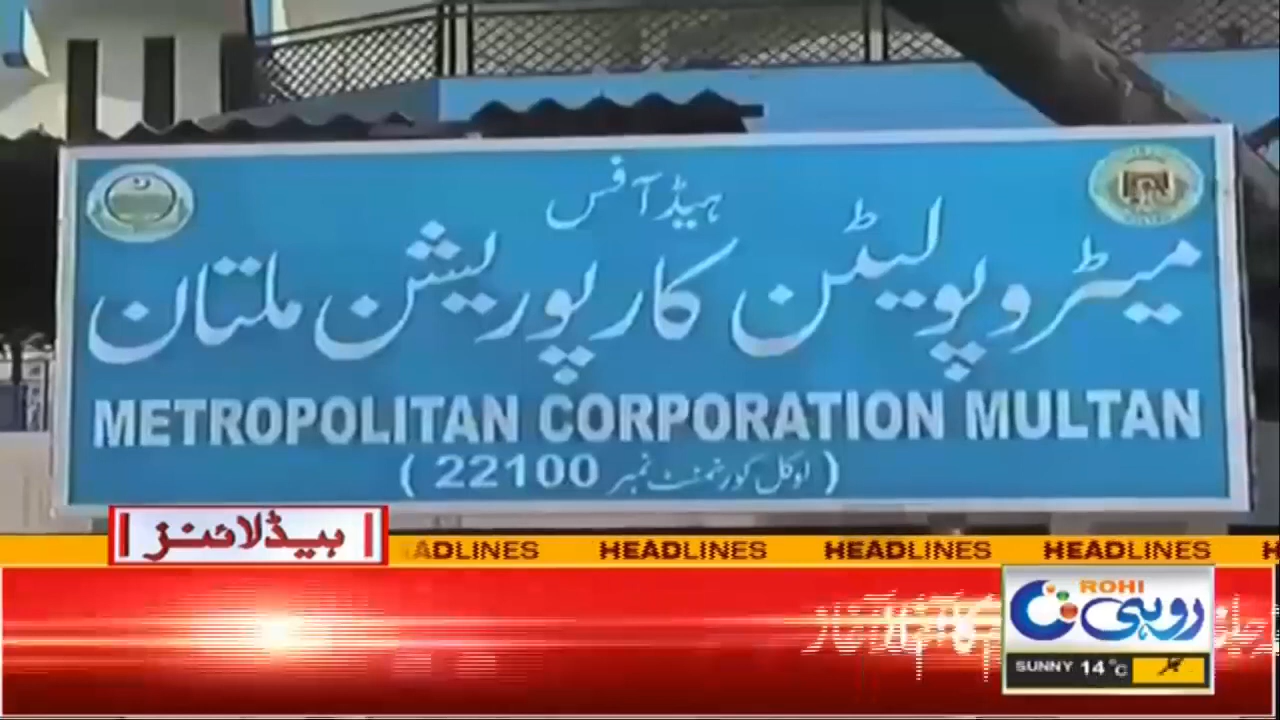 ہیڈ آفس
میٹروپولیٹن کارپوریشن ملتان
METROPOLITAN CORPORATION MULTAN
( لوکل گورنمنٹ نمبر 22100 )
ہیڈلائنز
HEADLINES HEADLINES HEADLINES
ROHI
روہی
SUNNY 14°C